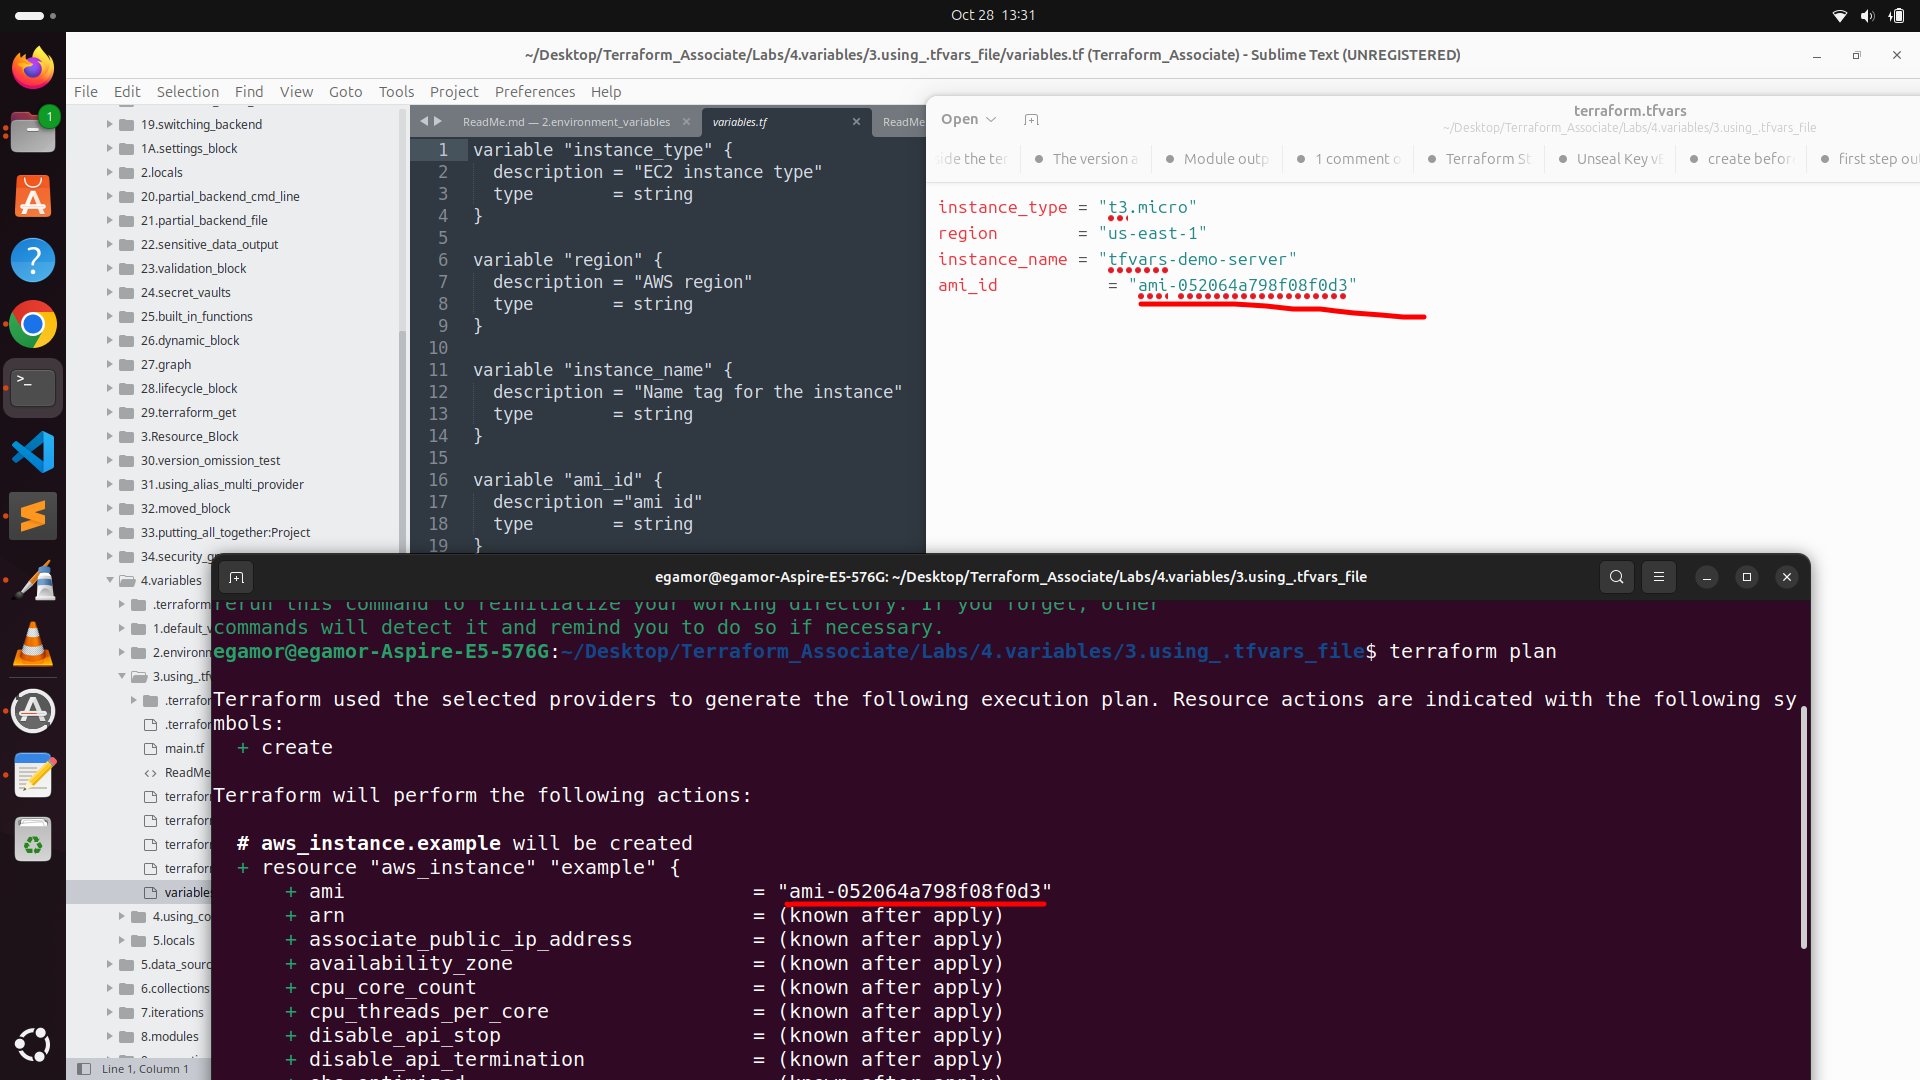 Oct 28 13:31
~/Desktop/Terraform_Associate/Labs/4.variables/3.using_.tfvars_file/variables.tf (Terraform_Associate) - Sublime Text (UNREGISTERED)
File Edit Selection Find View Goto Tools Project Preferences Help
19.switching_backend
1A.settings_block
2.locals
20.partial_backend_cmd_line
21.partial_backend_file
22.sensitive_data_output
23.validation_block
24.secret_vaults
25.built_in_functions
26.dynamic_block
27.graph
28.lifecycle_block
29.terraform_get
3.Resource_Block
30.version_omission_test
31.using_alias_multi_provider
32.moved_block
33.putting_all_together:Project
34.security_g
4.variables
.terraform
1.default_v
2.environ
3.using_.tfv
.terrafor
.terrafor
main.tf
ReadMe
terrafor
terrafor
terrafor
terrafor
variables
4.using_co
5.locals
5.data_sourc
6.collections
7.iterations
8.modules
Line 1, Column 1
ReadMe.md — 2.environment_variables
variables.tf
ReadMe
1 variable "instance_type" {
2 description = "EC2 instance type"
3 type = string
4 }
5
6 variable "region" {
7 description = "AWS region"
8 type = string
9 }
10
11 variable "instance_name" {
12 description = "Name tag for the instance"
13 type = string
14 }
15
16 variable "ami_id" {
17 description ="ami id"
18 type = string
19 }
Open
terraform.tfvars
~/Desktop/Terraform_Associate/Labs/4.variables/3.using_.tfvars_file
side the ter
The version a
Module outp
1 comment o
Terraform St
Unseal Key vE
create befor
first step ou
instance_type = "t3.micro"
region = "us-east-1"
instance_name = "tfvars-demo-server"
ami_id = "ami-052064a798f08f0d3"
egamor@egamor-Aspire-E5-576G: ~/Desktop/Terraform_Associate/Labs/4.variables/3.using_.tfvars_file
rerun this command to reinitialize your working directory. If you forget, other
commands will detect it and remind you to do so if necessary.
egamor@egamor-Aspire-E5-576G:~/Desktop/Terraform_Associate/Labs/4.variables/3.using_.tfvars_file$ terraform plan
Terraform used the selected providers to generate the following execution plan. Resource actions are indicated with the following sy
mbols:
+ create
Terraform will perform the following actions:
# aws_instance.example will be created
+ resource "aws_instance" "example" {
+ ami = "ami-052064a798f08f0d3"
+ arn = (known after apply)
+ associate_public_ip_address = (known after apply)
+ availability_zone = (known after apply)
+ cpu_core_count = (known after apply)
+ cpu_threads_per_core = (known after apply)
+ disable_api_stop = (known after apply)
+ disable_api_termination = (known after apply)